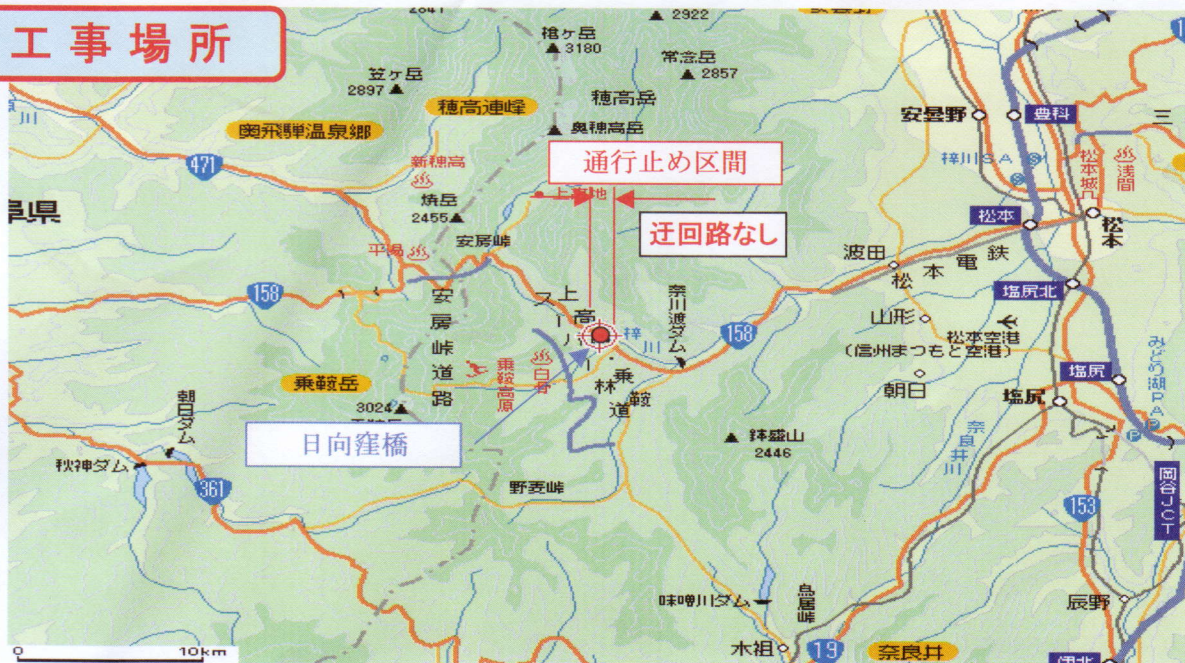 工事場所
2841
2922
槍ヶ岳
3180
常念岳
2857
笠ヶ岳
2897
穂高連峰
穂高岳
奥飛騨温泉郷
奥穂高岳
安曇野
豊科
三
471
新穂高
通行止め区間
梓川SA
松本城
浅間
阜県
焼岳
2455
上高地
迂回路なし
松本
松本
平湯
安房峠
波田
松本電鉄
158
安房峠道路
上高
スーパー
奈川渡ダム
158
塩尻北
梓川
山形
松本空港
(信州まつもと空港)
みどり湖PA
乗鞍岳
乗鞍高原
白骨
乗鞍
林道
朝日
塩尻
塩尻
3024
朝日ダム
日向窪橋
鉢盛山
2446
奈良井川
秋神ダム
361
野麦峠
153
岡谷JCT
味噌川ダム
鳥居峠
辰野
0
10km
木祖
19
奈良井
伊北